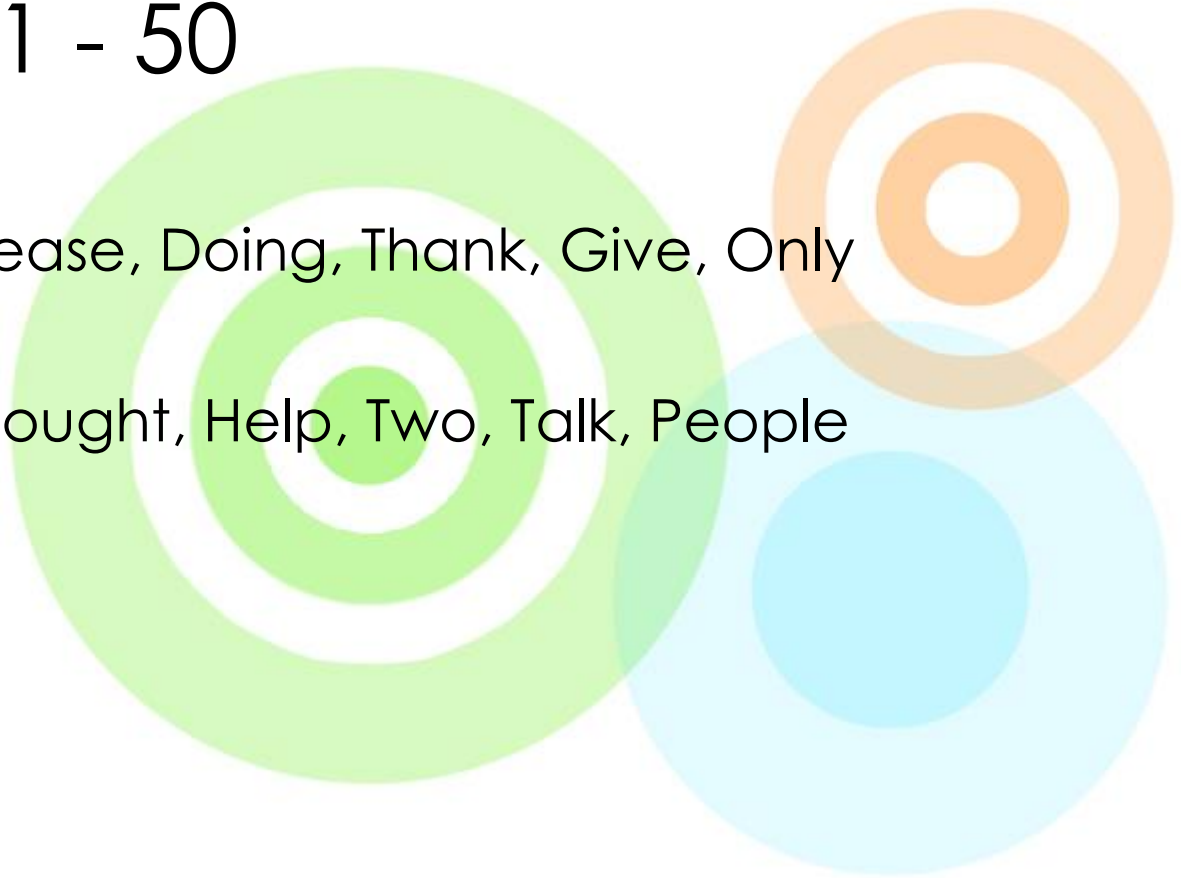 1 - 50
ease, Doing, Thank, Give, Only
ought, Help, Two, Talk, People